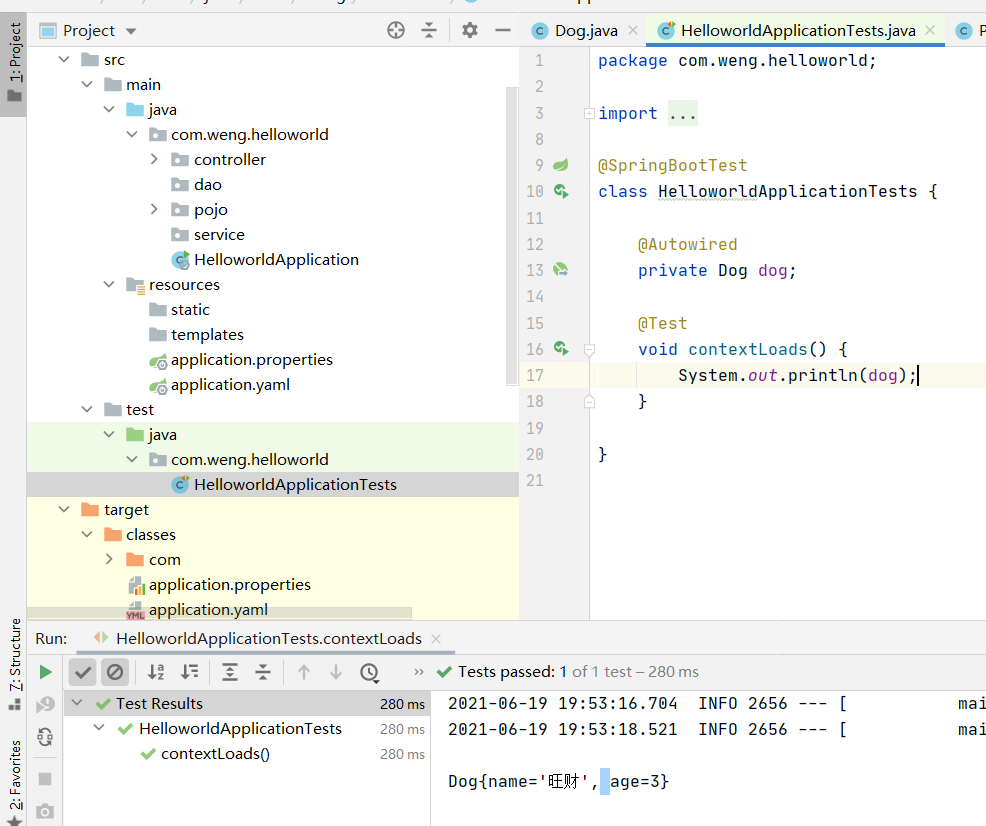 Project
Dog.java
HelloworldApplicationTests.java
1: Project
src
main
java
com.weng.helloworld
controller
dao
pojo
service
HelloworldApplication
resources
static
templates
application.properties
application.yaml
test
java
com.weng.helloworld
HelloworldApplicationTests
target
classes
com
application.properties
application.yaml
1 package com.weng.helloworld;
2
3 import ...
8
9 @SpringBootTest
10 class HelloworldApplicationTests {
11
12 @Autowired
13 private Dog dog;
14
15 @Test
16 void contextLoads() {
17 System.out.println(dog);
18 }
19
20 }
21
7: Structure
2: Favorites
Run: HelloworldApplicationTests.contextLoads
Tests passed: 1 of 1 test – 280 ms
Test Results 280 ms
HelloworldApplicationTests 280 ms
contextLoads() 280 ms
2021-06-19 19:53:16.704 INFO 2656 --- [ mai
2021-06-19 19:53:18.521 INFO 2656 --- [ mai
Dog{name='旺财', age=3}